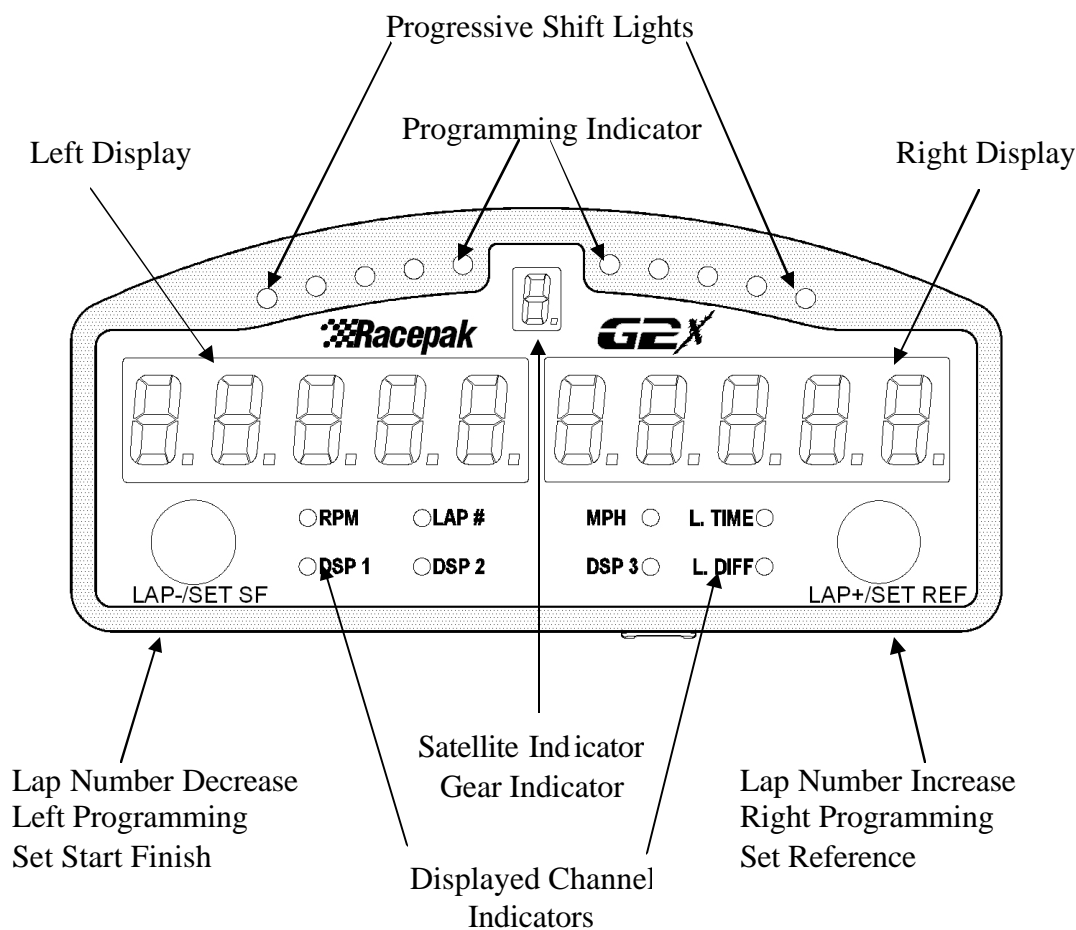 Progressive Shift Lights
Programming Indicator
Left Display
Right Display
Racepak
G2X
RPM
LAP #
MPH
L. TIME
DSP 1
DSP 2
DSP 3
L. DIFF
LAP-/SET SF
LAP+/SET REF
Satellite Indicator
Gear Indicator
Lap Number Decrease
Left Programming
Set Start Finish
Lap Number Increase
Right Programming
Set Reference
Displayed Channel
Indicators